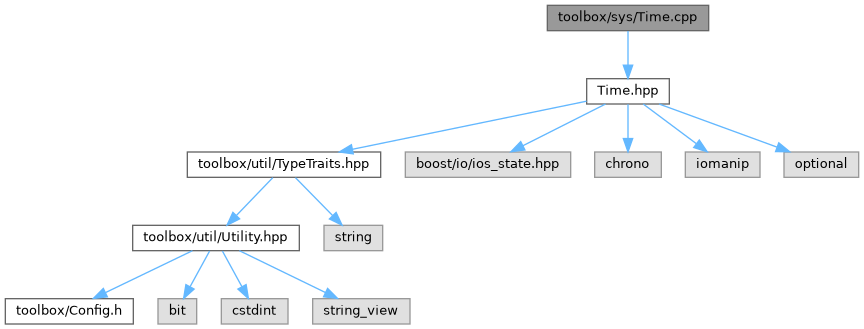 toolbox/sys/Time.cpp
Time.hpp
toolbox/util/TypeTraits.hpp
boost/io/ios_state.hpp
chrono
iomanip
optional
toolbox/util/Utility.hpp
string
toolbox/Config.h
bit
cstdint
string_view